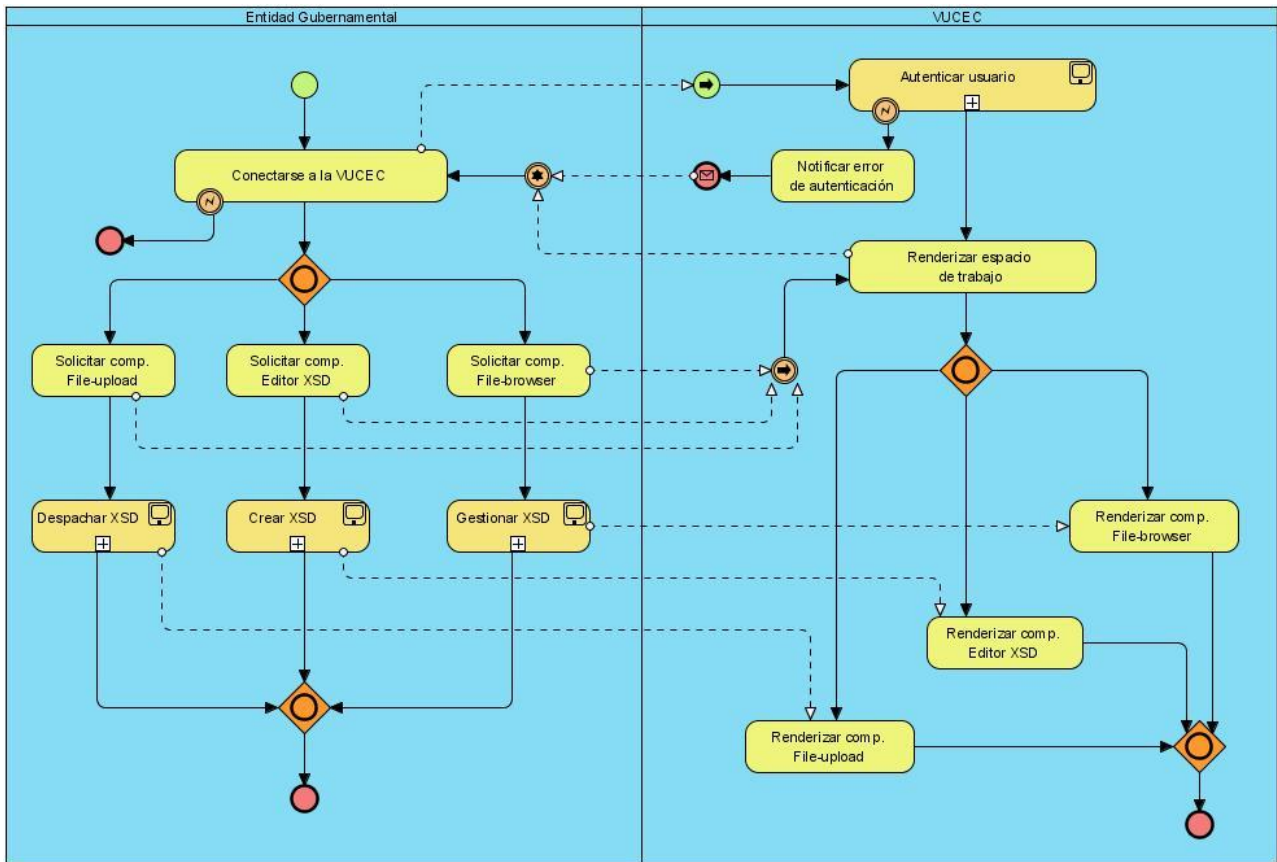 Entidad Gubernamental
VUCEC
Autenticar usuario
Conectarse a la VUCEC
Notificar error
de autenticación
Renderizar espacio
de trabajo
Solicitar comp.
File-upload
Solicitar comp.
Editor XSD
Solicitar comp.
File-browser
Despachar XSD
Crear XSD
Gestionar XSD
Renderizar comp.
File-browser
Renderizar comp.
Editor XSD
Renderizar comp.
File-upload